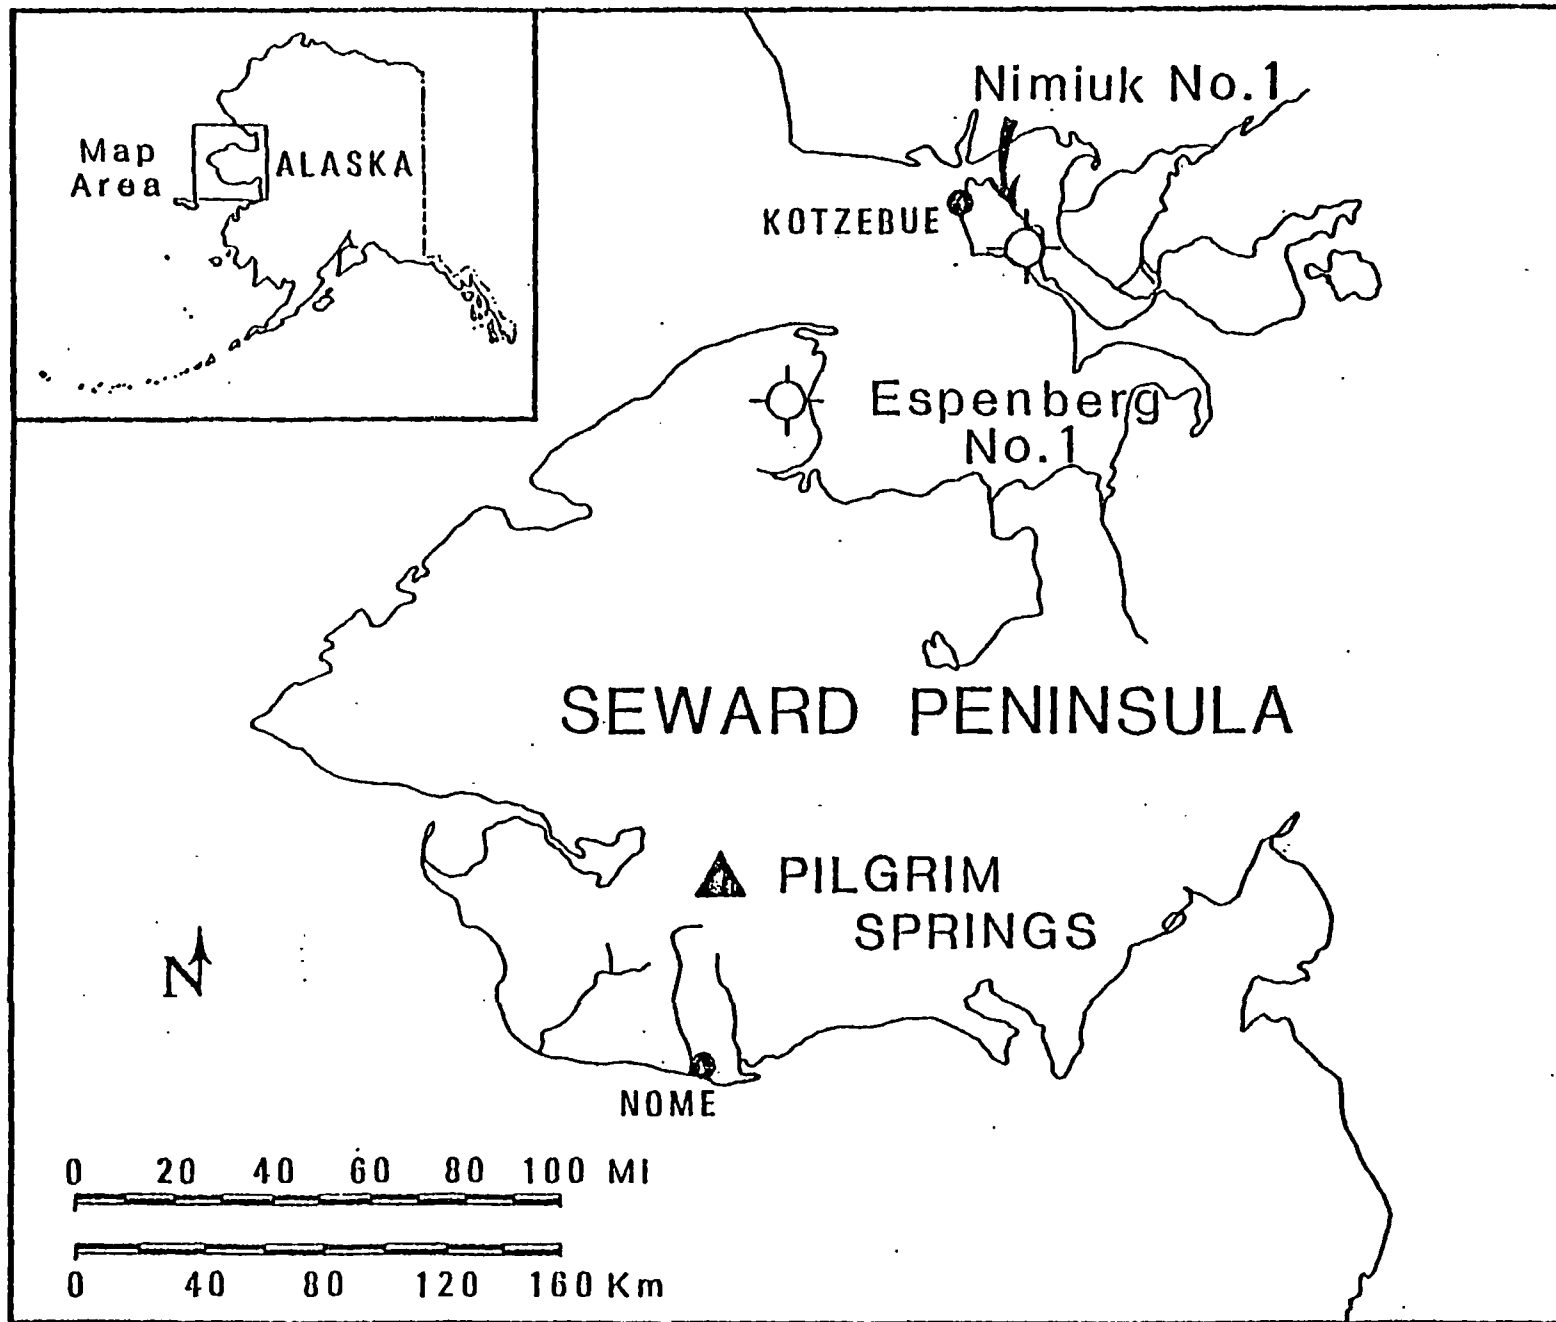 Map
Area
ALASKA
Nimiuk No.1
KOTZEBUE
Espenberg
No.1
SEWARD PENINSULA
PILGRIM
SPRINGS
N
NOME
0 20 40 60 80 100 MI
0 40 80 120 160 Km